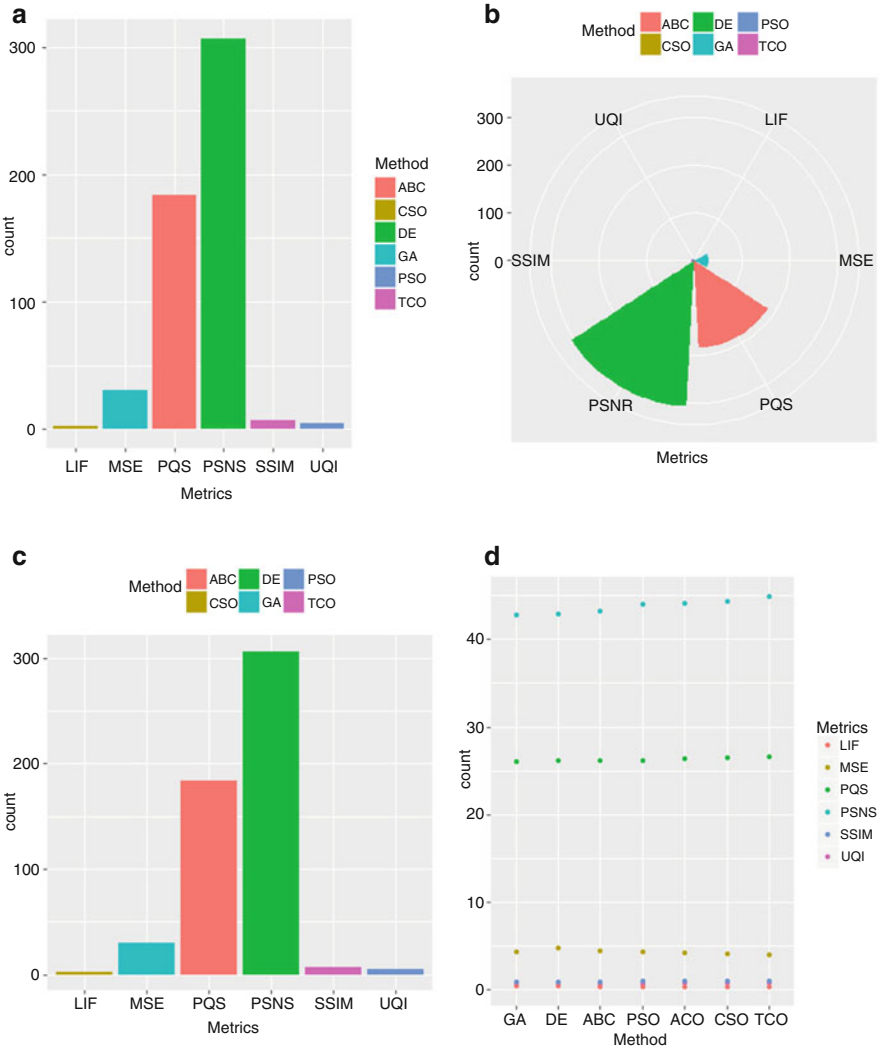 a
300
200
100
0
count
LIF MSE PQS PSNS SSIM UQI
Metrics
Method
ABC
CSO
DE
GA
PSO
TCO
b
Method ABC DE PSO
CSO GA TCO
300
200
100
0
count
UQI LIF
SSIM MSE
PSNR PQS
Metrics
c
Method ABC DE PSO
CSO GA TCO
300
200
100
0
count
LIF MSE PQS PSNS SSIM UQI
Metrics
d
40
30
20
10
0
count
GA DE ABC PSO ACO CSO TCO
Method
Metrics
LIF
MSE
PQS
PSNS
SSIM
UQI